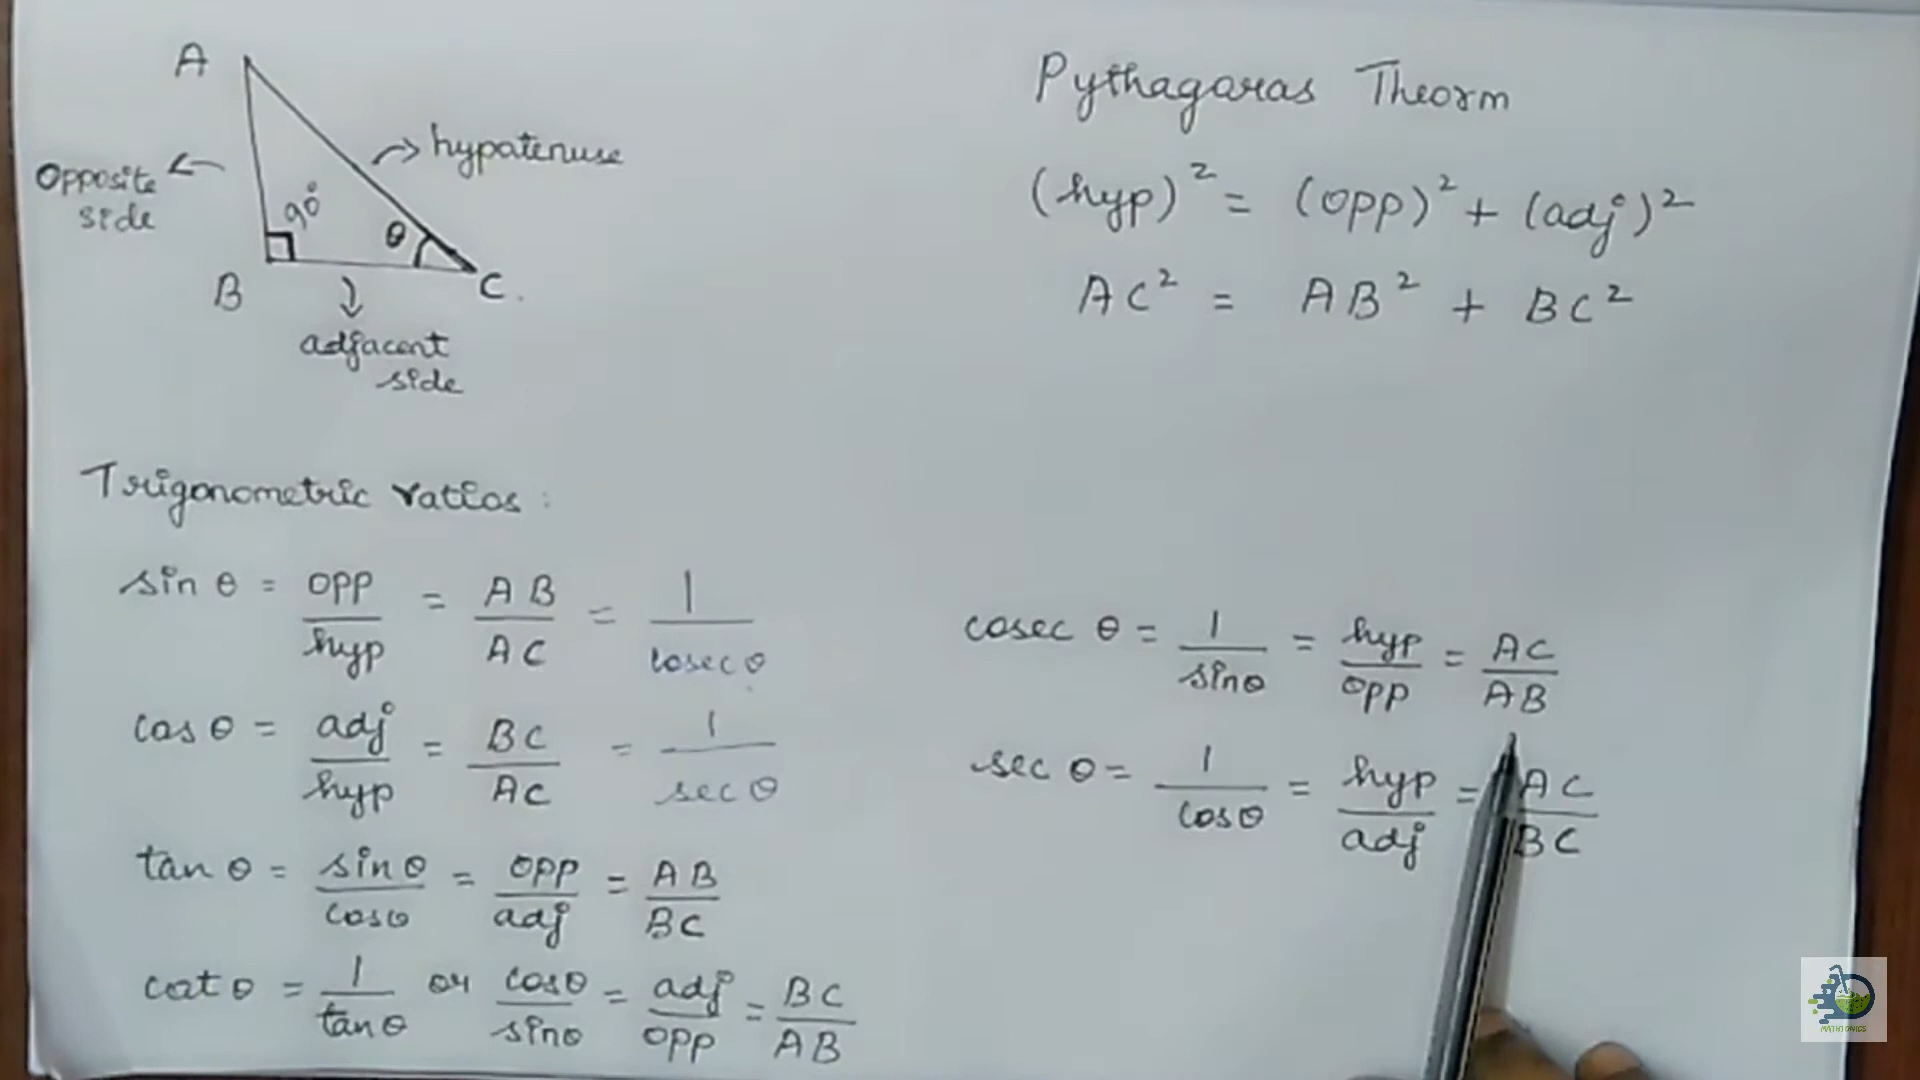 A
hypotenuse
opposite
side
90°
θ
B
C.
adjacent
side
Pythagoras Theorm
(hyp)² = (opp)² + (adj)²
AC² = AB² + BC²
Trigonometric ratios :
sin θ = opp/hyp = AB/AC = 1/cosec θ
cos θ = adj/hyp = BC/AC = 1/sec θ
tan θ = sin θ/cos θ = opp/adj = AB/BC
cot θ = 1/tan θ or cos θ/sin θ = adj/opp = BC/AB
cosec θ = 1/sin θ = hyp/opp = AC/AB
sec θ = 1/cos θ = hyp/adj = AC/BC
MATHTONICS